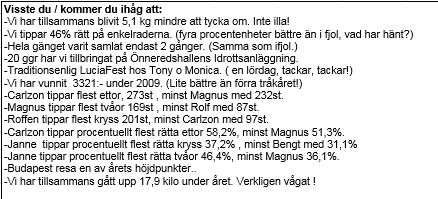 Visste du / kommer du ihåg att:
-Vi har tillsammans blivit 5,1 kg mindre att tycka om. Inte illa!
-Vi tippar 46% rätt på enkelraderna. (fyra procentenheter bättre än i fjol, vad har hänt?)
-Hela gänget varit samlat endast 2 gånger. (Samma som ifjol.)
-20 ggr har vi tillbringat på Önneredshallens Idrottsanläggning.
-Traditionsenlig LuciaFest hos Tony o Monica. ( en lördag, tackar, tackar!)
-Vi har vunnit  3321:- under 2009. (Lite bättre än förra tråkåret!)
-Carlzon tippar flest ettor, 273st , minst Magnus med 232st.
-Magnus tippar flest tvåor 169st , minst Rolf med 87st.
-Roffen tippar flest kryss 201st, minst Carlzon med 97st.
-Carlzon tippar procentuellt flest rätta ettor 58,2%, minst Magnus 51,3%.
-Janne  tippar procentuellt flest rätta kryss 37,2% , minst Bengt med 31,1%
-Janne tippar procentuellt flest rätta tvåor 46,4%, minst Magnus 36,1%.
-Budapest resa en av årets höjdpunkter..
-Vi har tillsammans gått upp 17,9 kilo under året. Verkligen vågat !